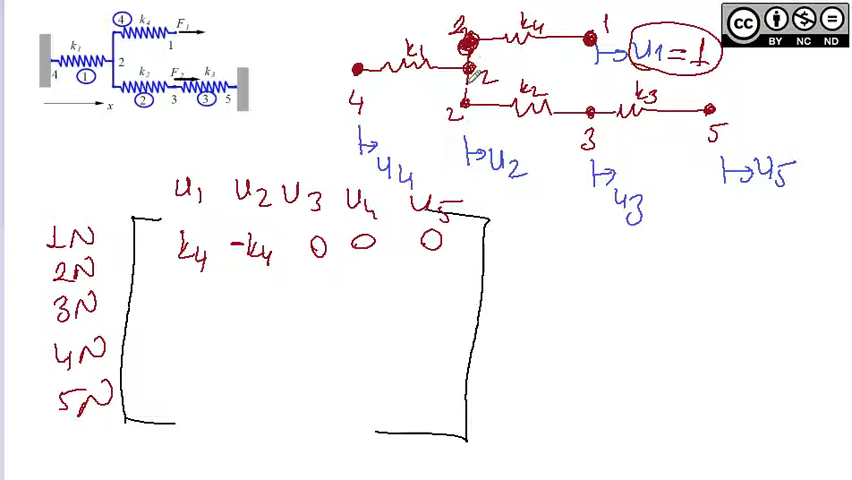 4 k4 F1
k1 1
4 1 2
k2 F2 k3
2 3 3 5
x
2 k4 1
k1 2
4
u1 = 1
2 k2 k3
3 5
u4 u2 u3 u5
u1 u2 u3 u4 u5
1N k4 -k4 0 0 0
2N
3N
4N
5N
CC
BY NC ND